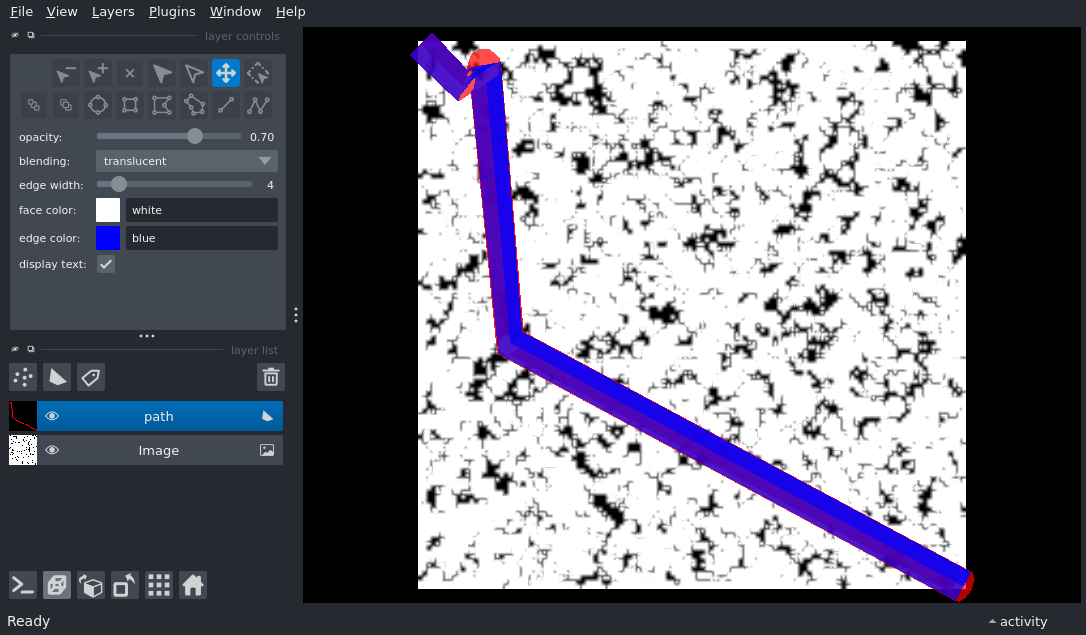 File View Layers Plugins Window Help
layer controls
opacity: 0.70
blending: translucent
edge width: 4
face color: white
edge color: blue
display text:
layer list
path
Image
Ready
activity